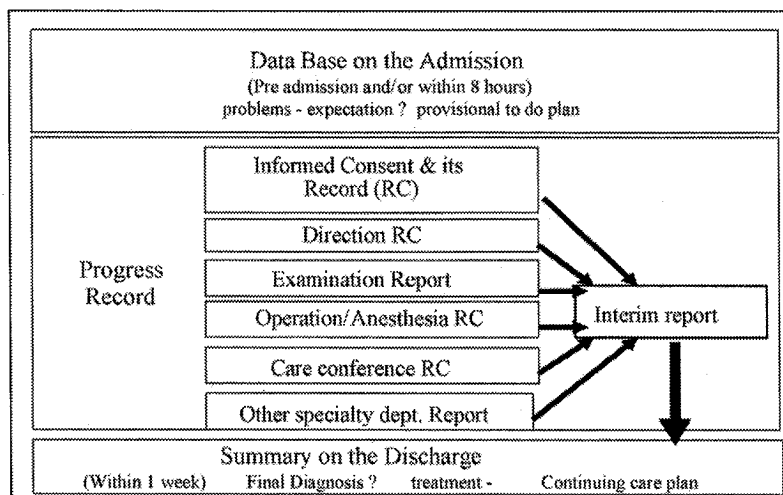 Data Base on the Admission
(Pre admission and/or within 8 hours)
problems - expectation ? provisional to do plan
Progress
Record
Informed Consent & its
Record (RC)
Direction RC
Examination Report
Operation/Anesthesia RC
Care conference RC
Other specialty dept. Report
Interim report
Summary on the Discharge
(Within 1 week) Final Diagnosis ? treatment - Continuing care plan